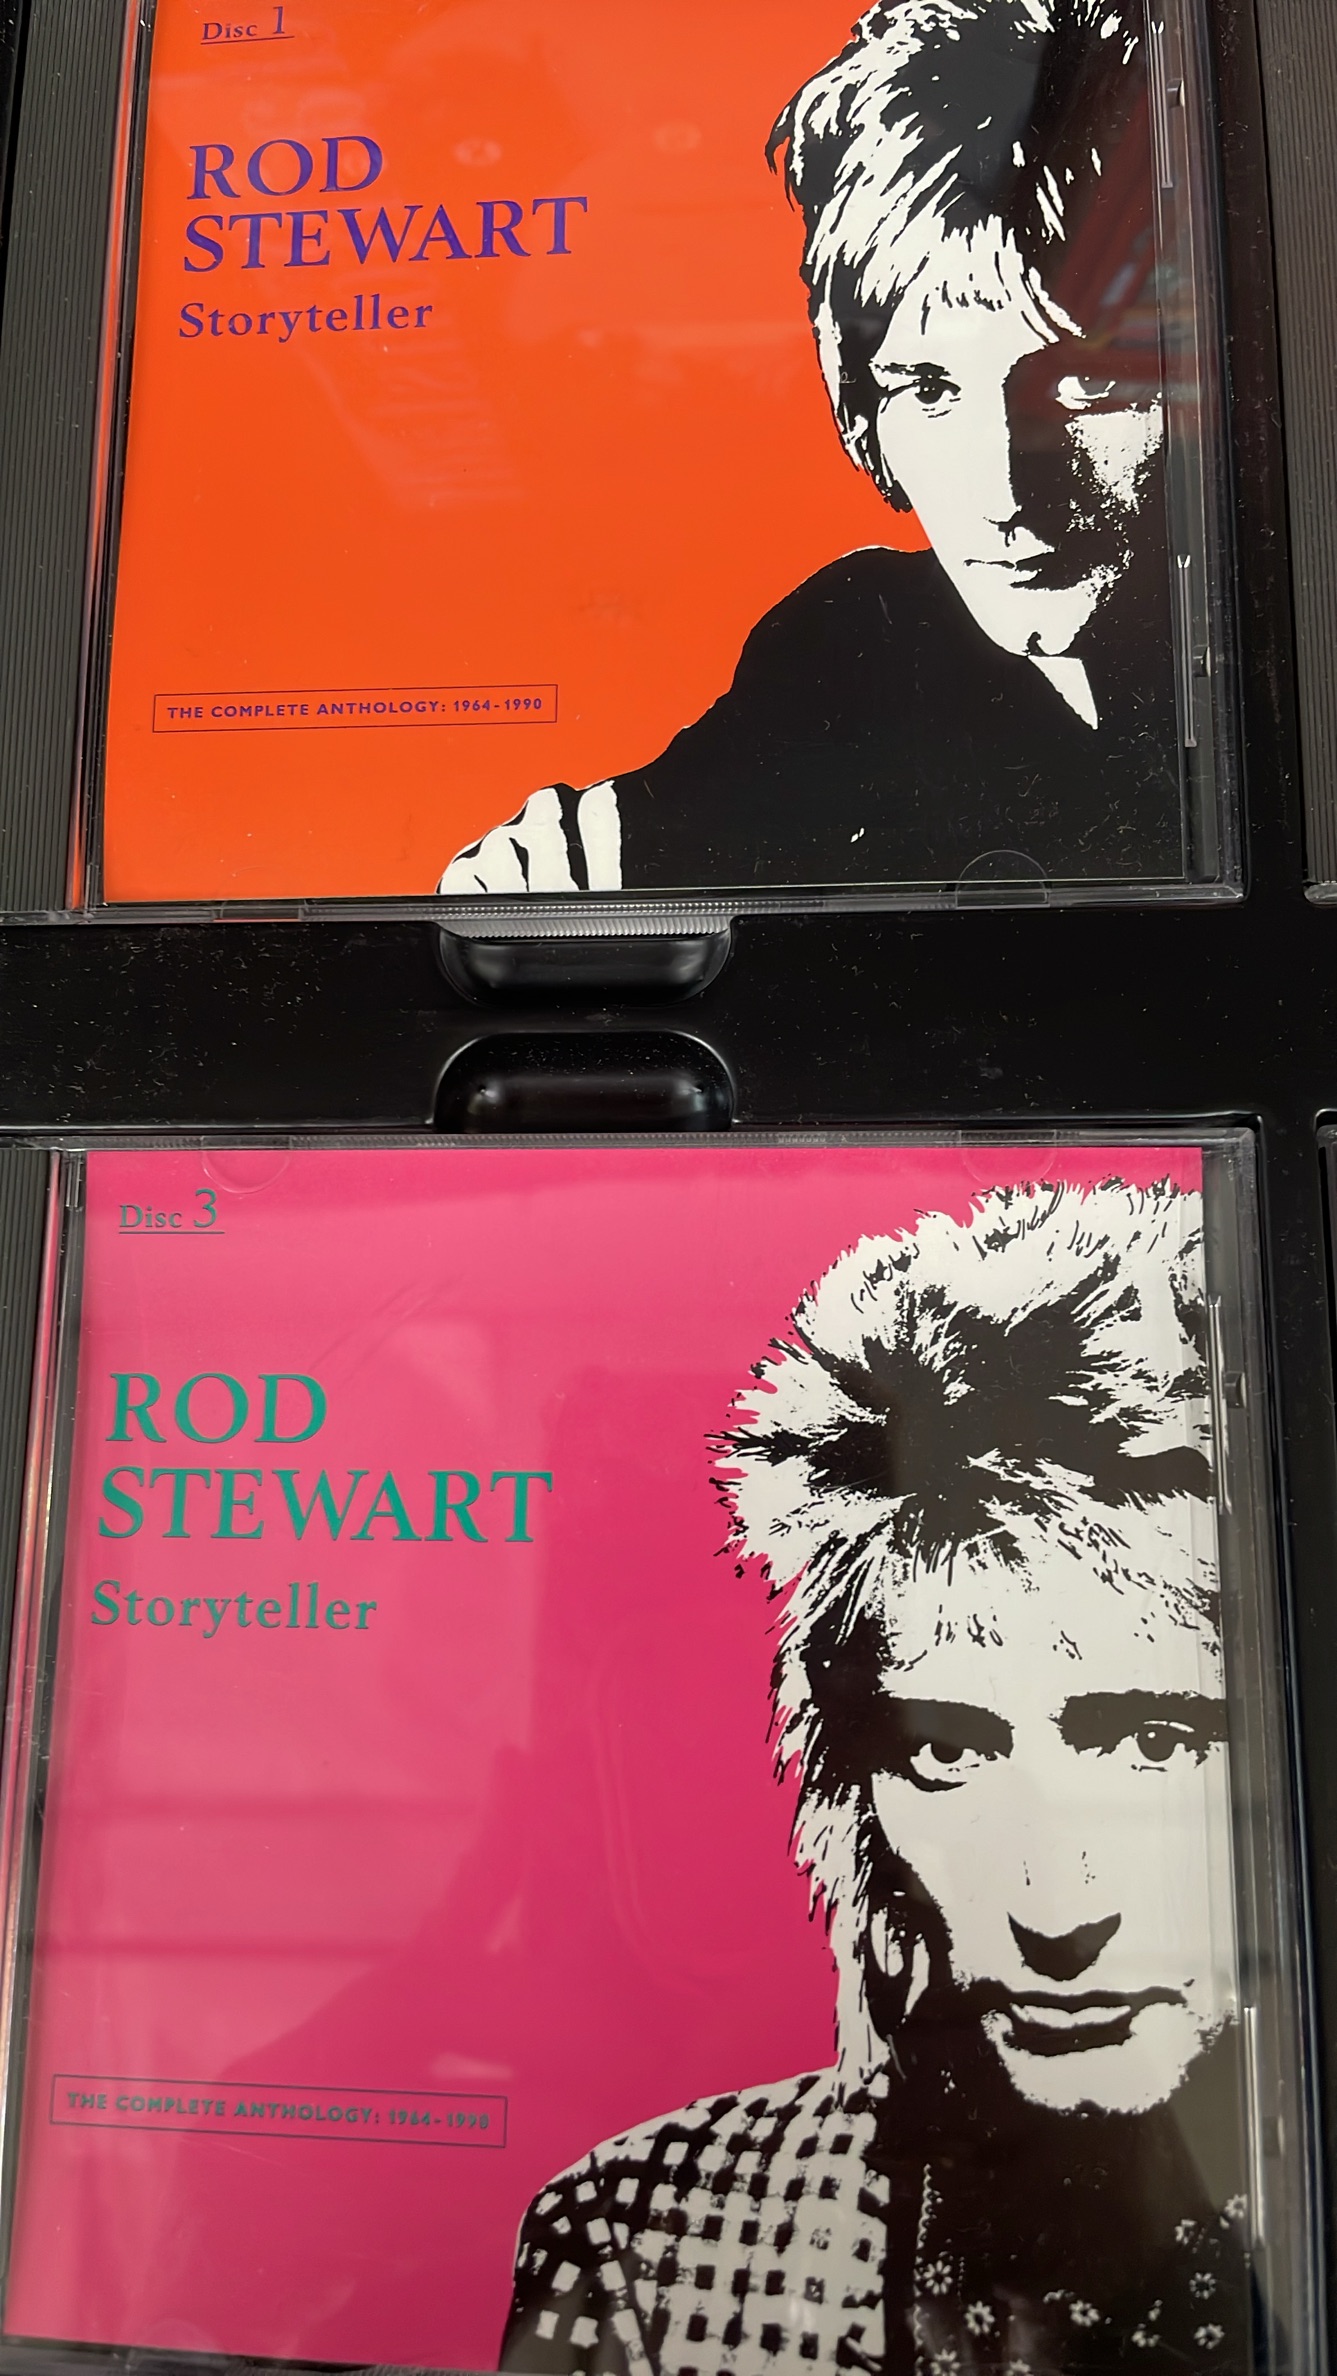 Disc 1
ROD
STEWART
Storyteller
THE COMPLETE ANTHOLOGY: 1964-1990
Disc 3
ROD
STEWART
Storyteller
THE COMPLETE ANTHOLOGY: 1964-1990